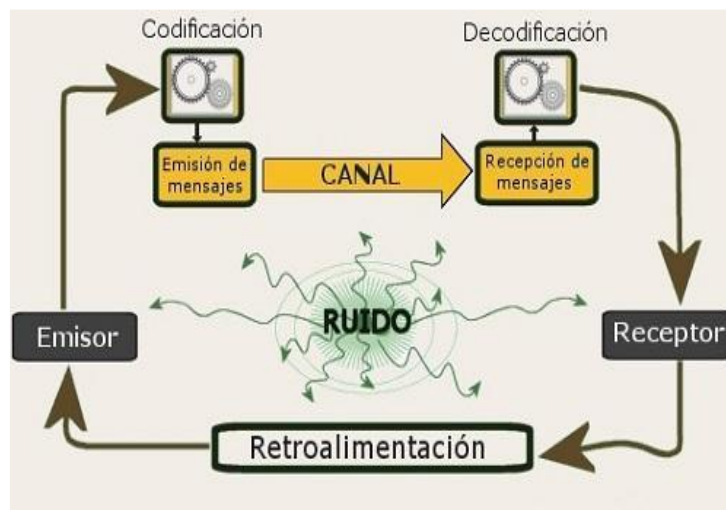 Codificación
Decodificación
Emisión de
mensajes
CANAL
Recepción de
mensajes
RUIDO
Emisor
Receptor
Retroalimentación